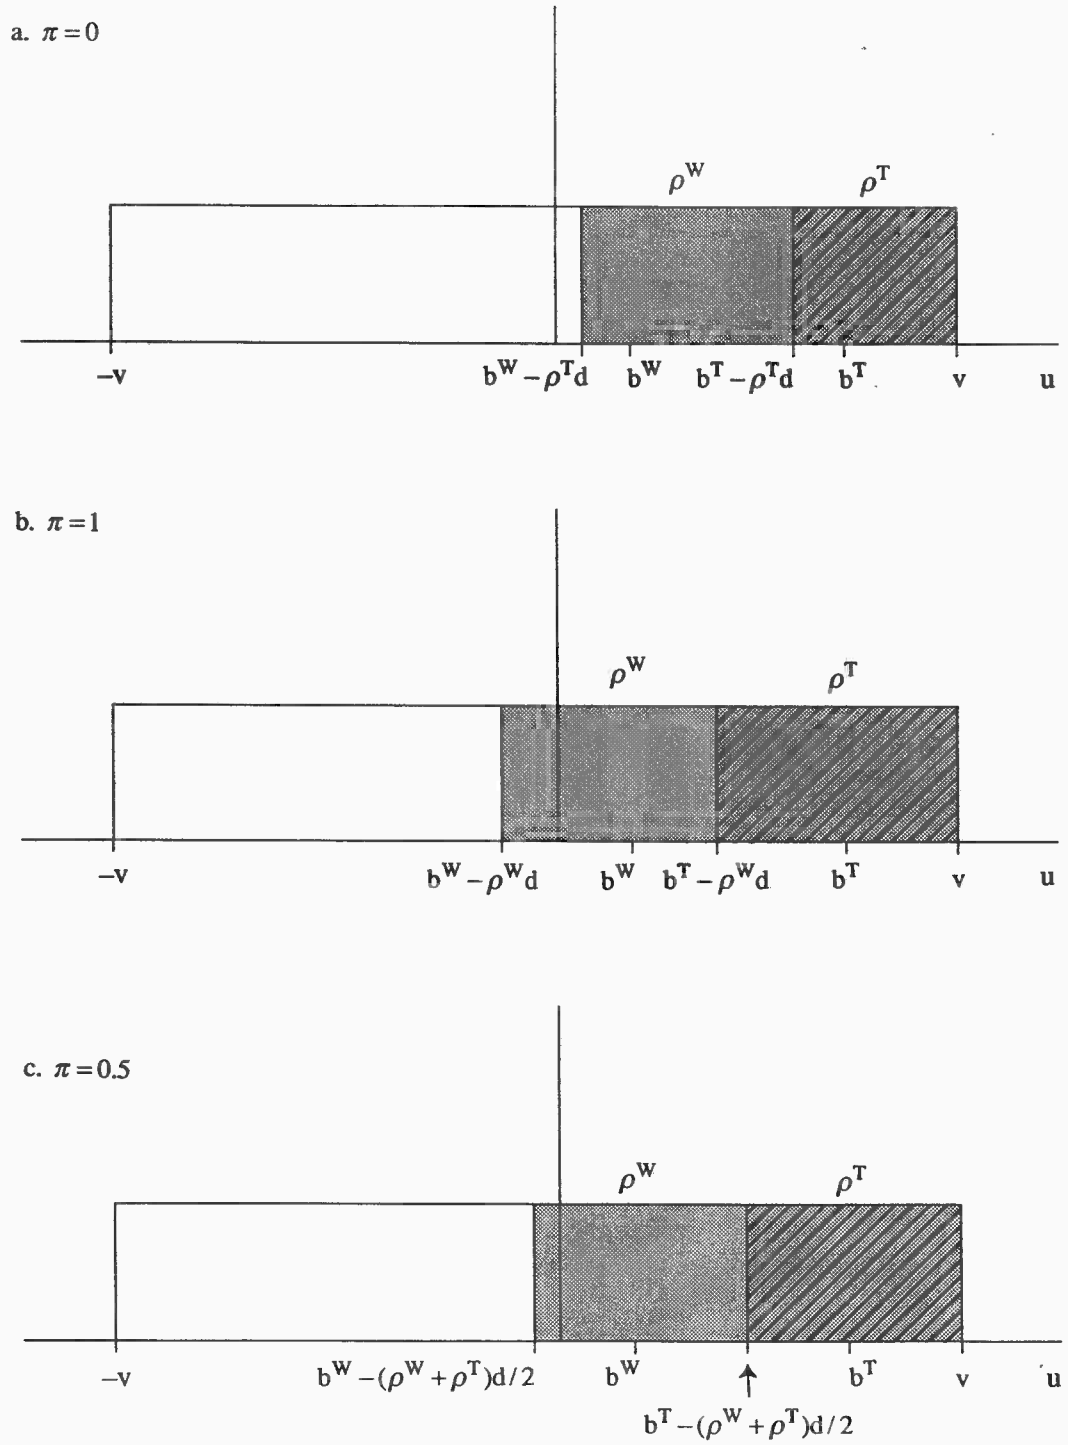 a. π = 0
ρ^W ρ^T
–v b^W – ρ^T d b^W b^T – ρ^T d b^T v u
b. π = 1
ρ^W ρ^T
–v b^W – ρ^W d b^W b^T – ρ^W d b^T v u
c. π = 0.5
ρ^W ρ^T
–v b^W – (ρ^W + ρ^T)d/2 b^W b^T v u
b^T – (ρ^W + ρ^T)d/2